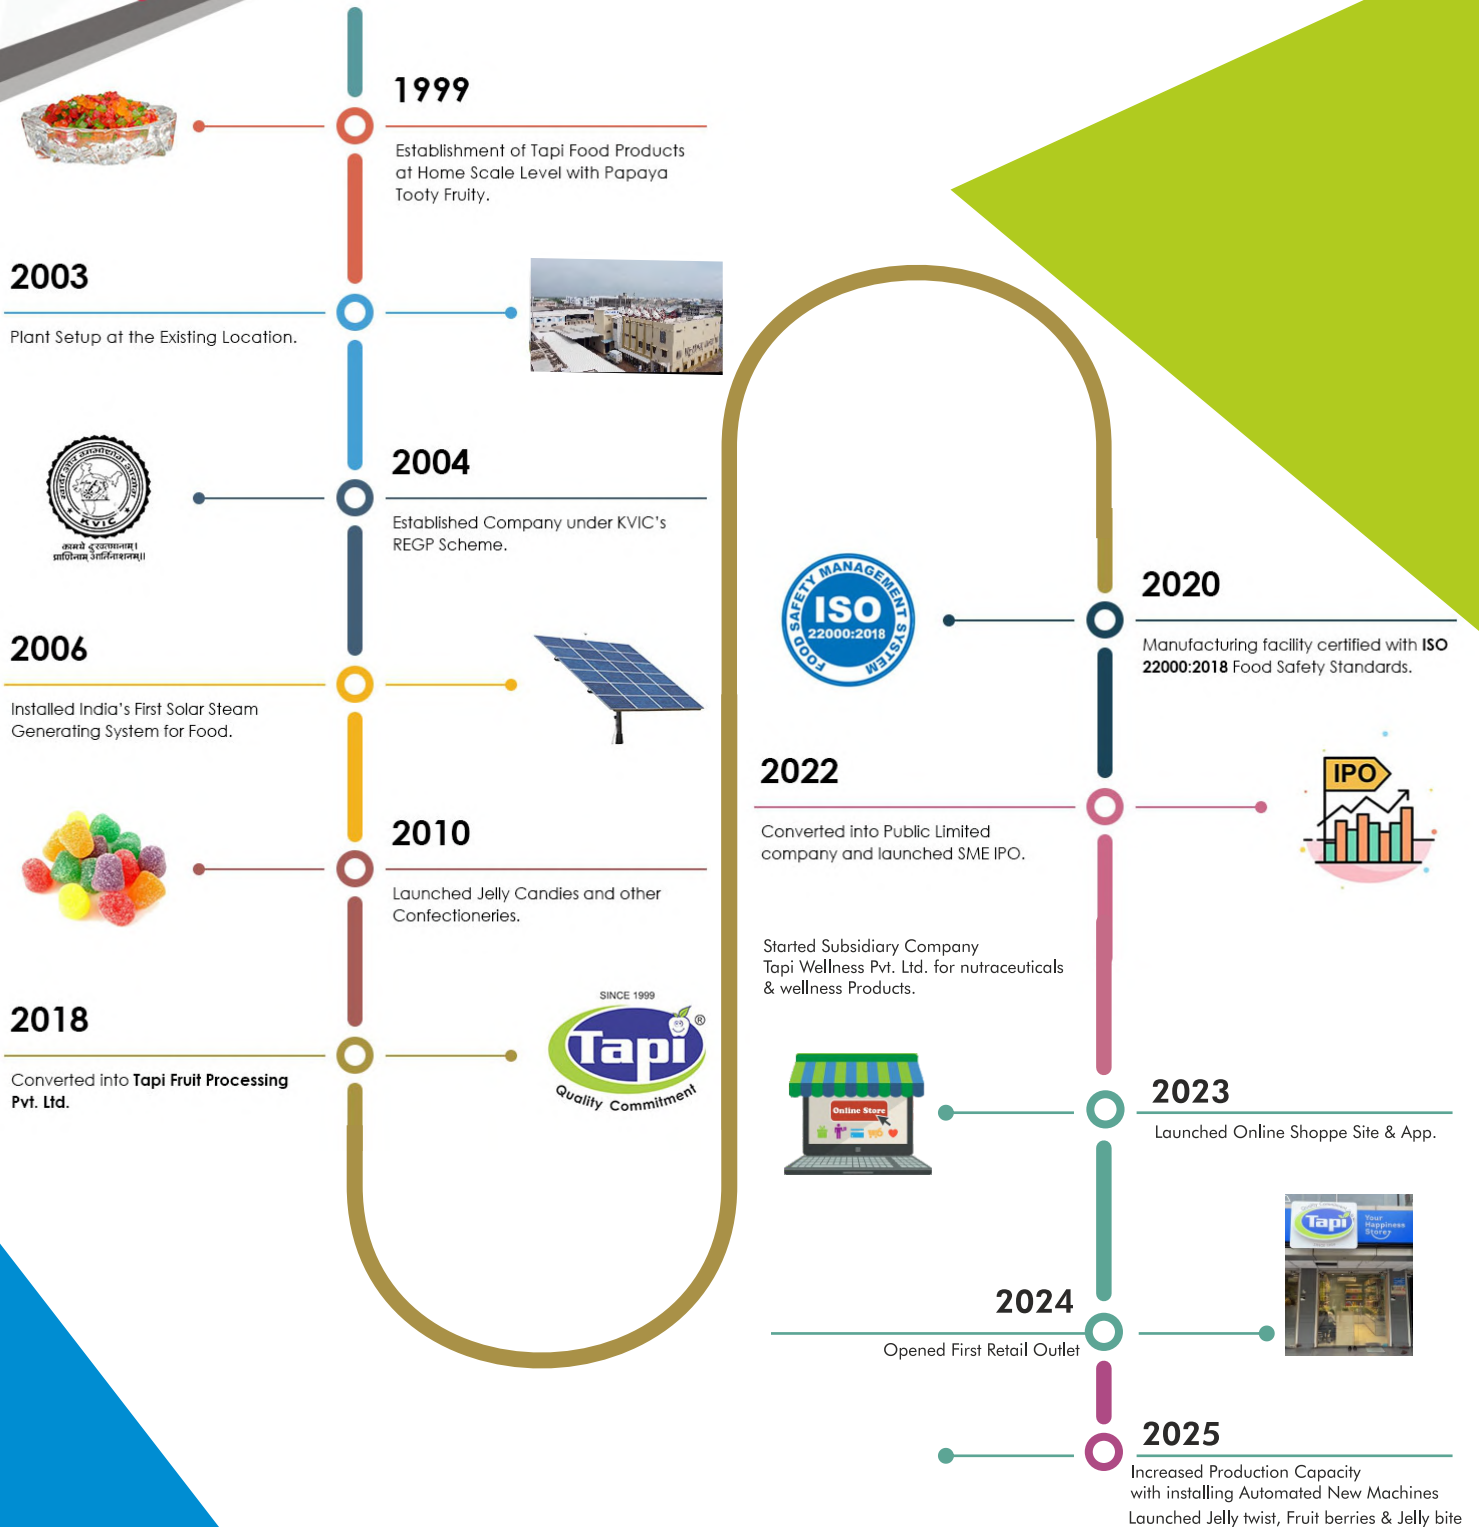 1999
Establishment of Tapi Food Products
at Home Scale Level with Papaya
Tooty Fruity.
2003
Plant Setup at the Existing Location.
KVIC
2004
Established Company under KVIC's
REGP Scheme.
2006
Installed India's First Solar Steam
Generating System for Food.
2010
Launched Jelly Candies and other
Confectioneries.
2018
Converted into Tapi Fruit Processing
Pvt. Ltd.
SINCE 1999
Tapi ®
Quality Commitment
FOOD SAFETY MANAGEMENT SYSTEM
ISO
22000:2018
2020
Manufacturing facility certified with ISO
22000:2018 Food Safety Standards.
2022
Converted into Public Limited
company and launched SME IPO.
IPO
Started Subsidiary Company
Tapi Wellness Pvt. Ltd. for nutraceuticals
& wellness Products.
Online Store
2023
Launched Online Shoppe Site & App.
Tapi
Your
Happiness
Store
2024
Opened First Retail Outlet
2025
Increased Production Capacity
with installing Automated New Machines
Launched Jelly twist, Fruit berries & Jelly bite